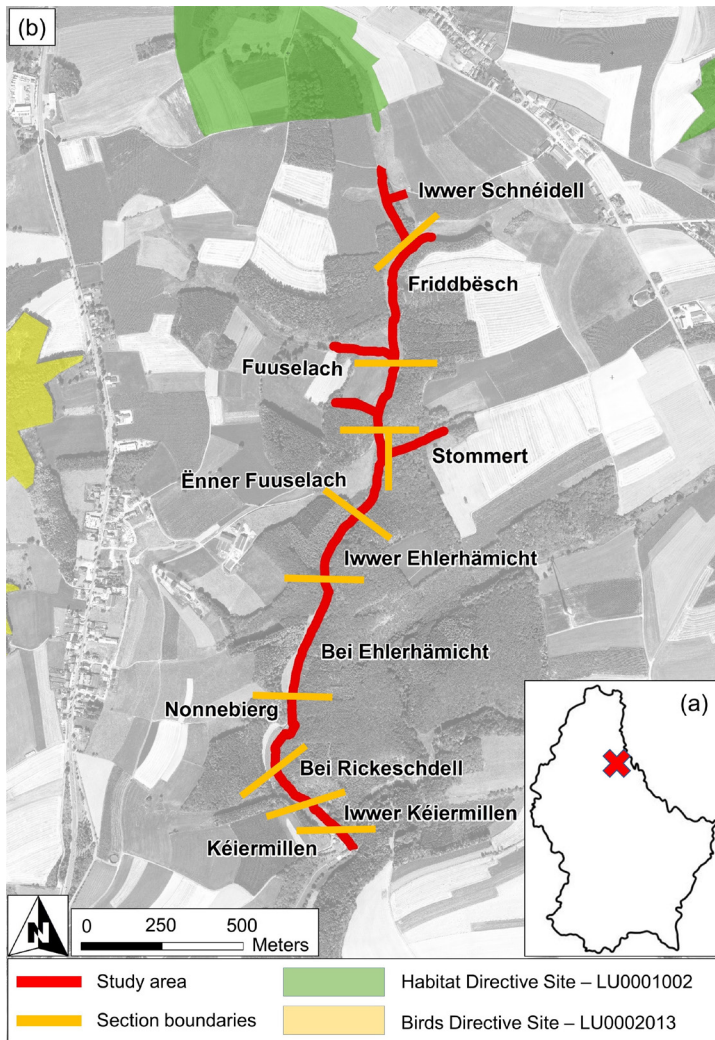 (b)
Iwwer Schnéidell
Friddbësch
Fuuselach
Stommert
Ënner Fuuselach
Iwwer Ehlerhämicht
Bei Ehlerhämicht
Nonnebierg
(a)
Bei Rickeschdell
Iwwer Kéiermillen
Kéiermillen
N
0 250 500
Meters
Study area
Habitat Directive Site – LU0001002
Section boundaries
Birds Directive Site – LU0002013